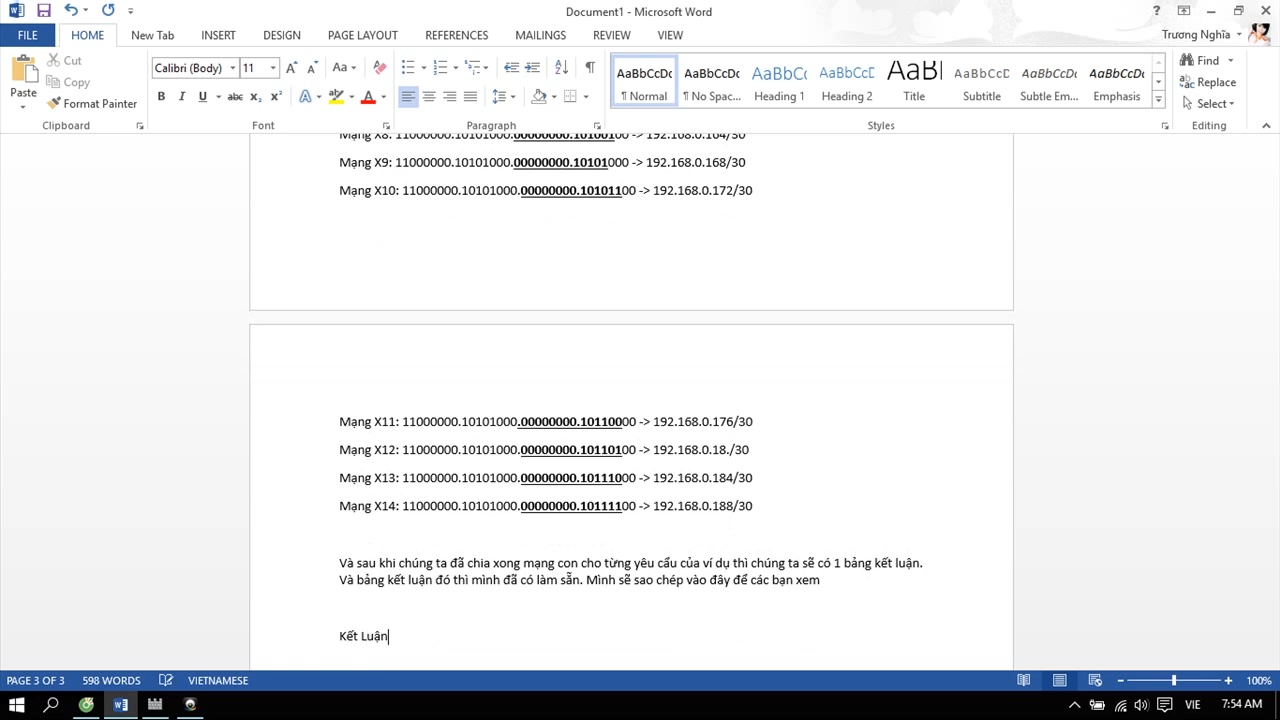 Document1 - Microsoft Word
FILE HOME New Tab INSERT DESIGN PAGE LAYOUT REFERENCES MAILINGS REVIEW VIEW Trương Nghĩa
Paste Cut Copy Format Painter
Calibri (Body) 11
AaBbCcDc AaBbCcDc AaBbCc AaBbCcD AaBb AaBbCcD AaBbCcDc AaBbCcDc
¶ Normal ¶ No Spac... Heading 1 Heading 2 Title Subtitle Subtle Em... Emphasis
Find Replace Select
Clipboard Font Paragraph Styles Editing
Mạng X8: 11000000.10101000.00000000.10100100 -> 192.168.0.164/30
Mạng X9: 11000000.10101000.00000000.10101000 -> 192.168.0.168/30
Mạng X10: 11000000.10101000.00000000.10101100 -> 192.168.0.172/30
Mạng X11: 11000000.10101000.00000000.10110000 -> 192.168.0.176/30
Mạng X12: 11000000.10101000.00000000.10110100 -> 192.168.0.18./30
Mạng X13: 11000000.10101000.00000000.10111000 -> 192.168.0.184/30
Mạng X14: 11000000.10101000.00000000.10111100 -> 192.168.0.188/30
Và sau khi chúng ta đã chia xong mạng con cho từng yêu cẩu của ví dụ thì chúng ta sẽ có 1 bảng kết luận.
Và bảng kết luận đó thì mình đã có làm sẵn. Mình sẽ sao chép vào đây để các bạn xem
Kết Luận
PAGE 3 OF 3 598 WORDS VIETNAMESE 100%
VIE 7:54 AM